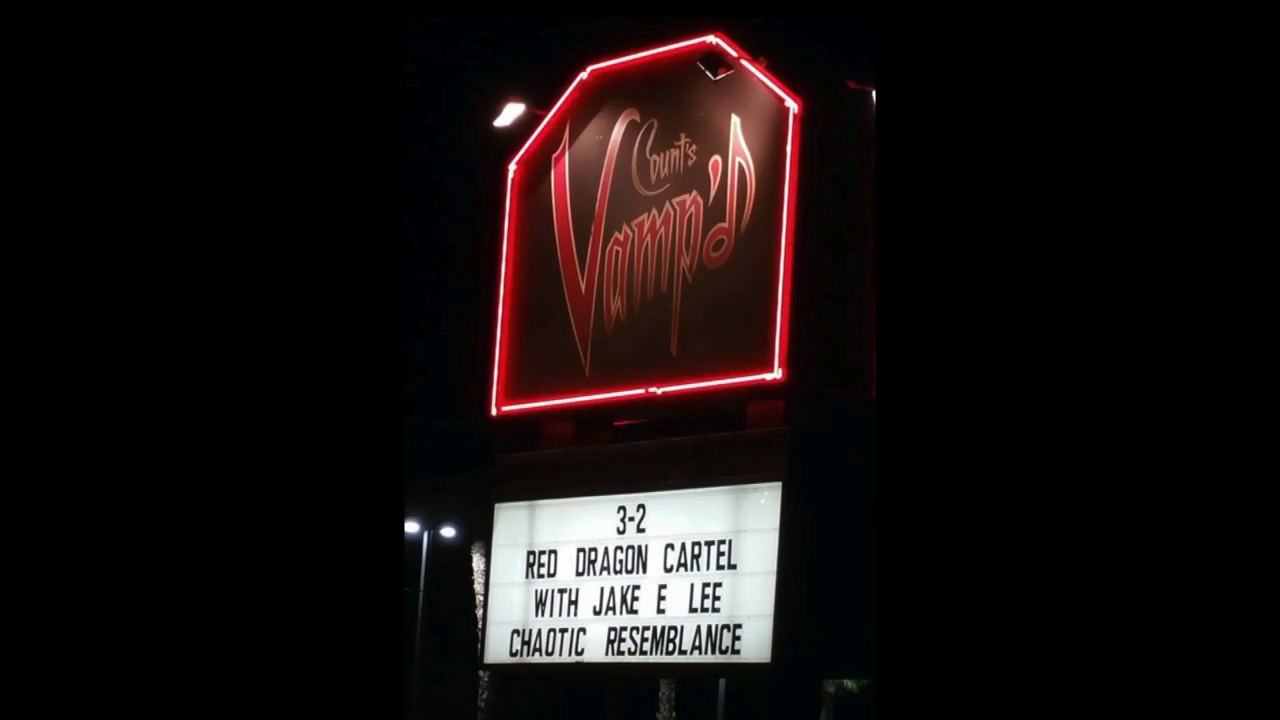 Count's
Vamp'd
3-2
RED DRAGON CARTEL
WITH JAKE E LEE
CHAOTIC RESEMBLANCE